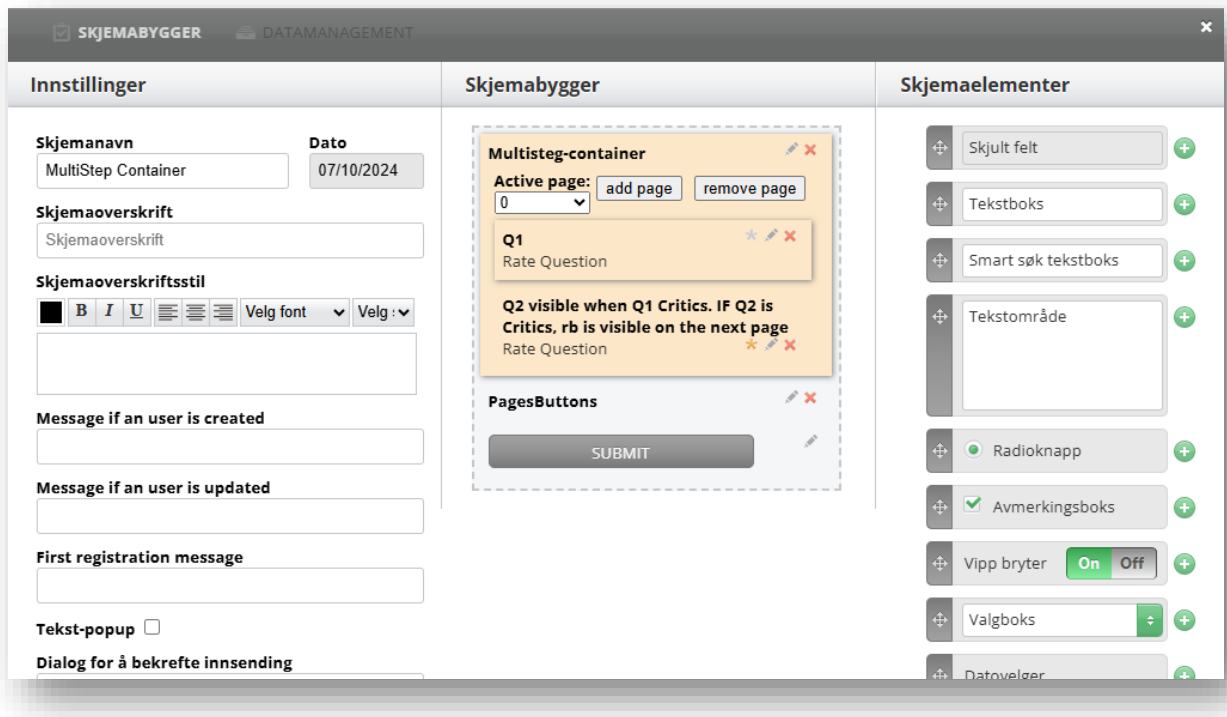 SKJEMABYGGER
DATAMANAGEMENT
Innstillinger
Skjemanavn
Dato
MultiStep Container
07/10/2024
Skjemaoverskrift
Skjemaoverskrift
Skjemaoverskriftsstil
B I U Velg font Velg
Message if an user is created
Message if an user is updated
First registration message
Tekst-popup
Dialog for å bekrefte innsending
Skjemabygger
Multisteg-container
Active page:
0
add page
remove page
Q1
Rate Question
Q2 visible when Q1 Critics. IF Q2 is
Critics, rb is visible on the next page
Rate Question
PagesButtons
SUBMIT
Skjemaelementer
Skjult felt
Tekstboks
Smart søk tekstboks
Tekstområde
Radioknapp
Avmerkingsboks
Vipp bryter On Off
Valgboks
Datovelger